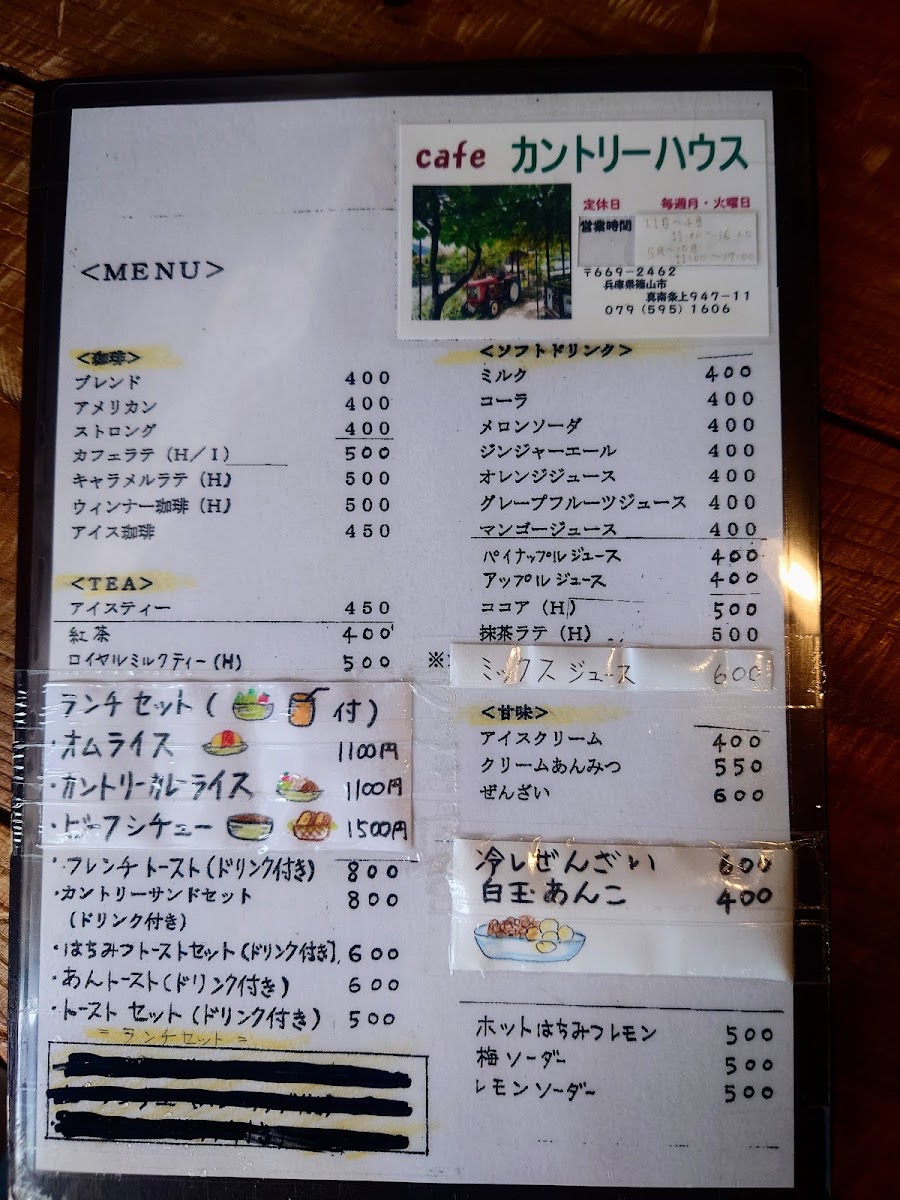 cafe カントリーハウス
定休日 毎週月・火曜日
営業時間 11月〜4月
11:00〜16:00
5月〜10月
11:00〜17:00
〒669-2462
兵庫県篠山市
真南条上947-11
079(595)1606
<MENU>
<珈琲>
ブレンド 400
アメリカン 400
ストロング 400
カフェラテ（H／I） 500
キャラメルラテ（H） 500
ウィンナー珈琲（H） 500
アイス珈琲 450
<TEA>
アイスティー 450
紅茶 400
ロイヤルミルクティー(H) 500
ランチセット( 付)
・オムライス 1100円
・カントリーカレーライス 1100円
・ビーフシチュー 1500円
・フレンチトースト(ドリンク付き) 800
・カントリーサンドセット 800
(ドリンク付き)
・はちみつトーストセット(ドリンク付き) 600
・あんトースト(ドリンク付き) 600
・トーストセット(ドリンク付き) 500
= ランチセット =
<ソフトドリンク>
ミルク 400
コーラ 400
メロンソーダ 400
ジンジャーエール 400
オレンジジュース 400
グレープフルーツジュース 400
マンゴージュース 400
パイナップルジュース 400
アップルジュース 400
ココア（H） 500
抹茶ラテ（H） 500
※ミックスジュース 600
<甘味>
アイスクリーム 400
クリームあんみつ 550
ぜんざい 600
冷しぜんざい 600
白玉あんこ 400
ホットはちみつレモン 500
梅ソーダー 500
レモンソーダー 500